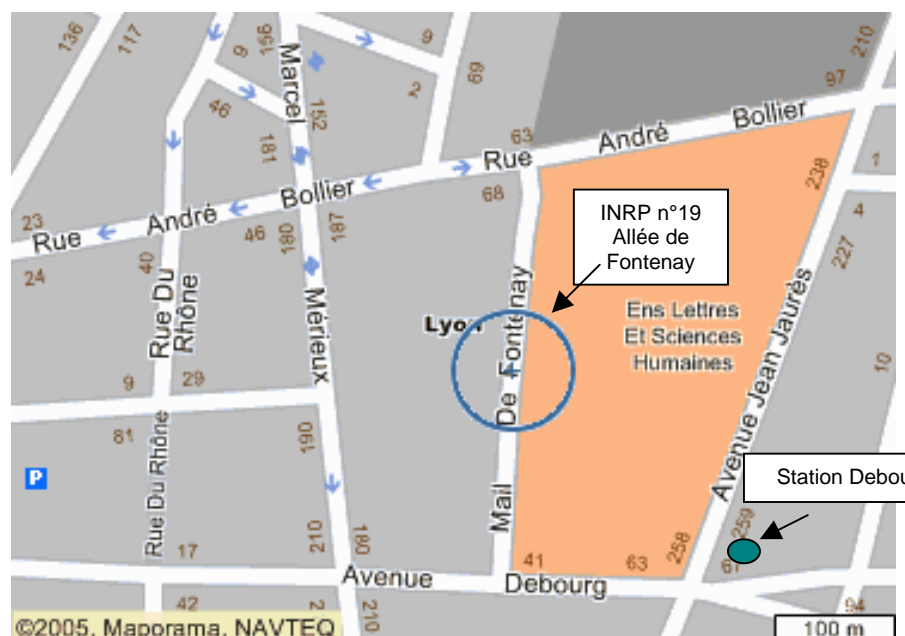 136
117
9
166
Marcel
9
69
2
210
97
46
152
181
63
Rue André Bollier
68
238
1
4
227
23
Rue André Bollier
24
46
180
187
40
Rue Du
Rhône
Mérieux
INRP n°19
Allée de
Fontenay
Lyon
Mail De Fontenay
Ens Lettres
Et Sciences
Humaines
Avenue Jean Jaurès
10
9
29
81
Rue Du Rhône
190
P
Station Debou
259
258
67
210
180
17
41
63
Avenue Debourg
42
2
210
94
©2005, Maporama, NAVTEQ
100 m